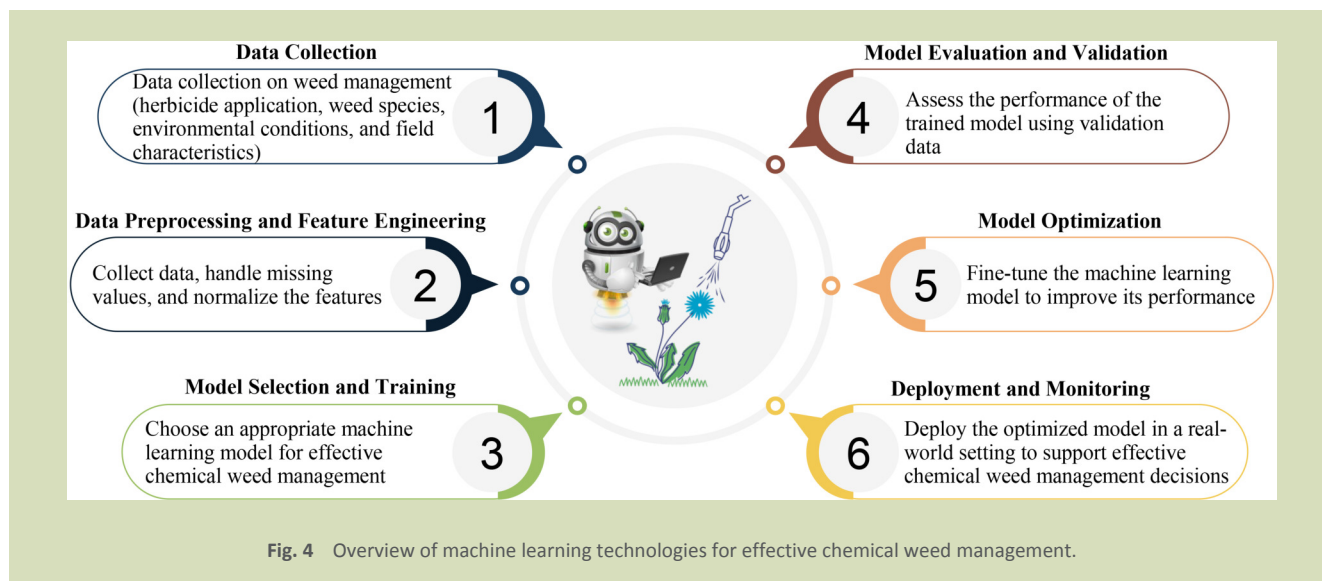 Data Collection
Data collection on weed management
(herbicide application, weed species,
environmental conditions, and field
characteristics)
1
Data Preprocessing and Feature Engineering
Collect data, handle missing
values, and normalize the features
2
Model Selection and Training
Choose an appropriate machine
learning model for effective
chemical weed management
3
Model Evaluation and Validation
4
Assess the performance of the
trained model using validation
data
Model Optimization
5
Fine-tune the machine learning
model to improve its performance
Deployment and Monitoring
6
Deploy the optimized model in a real-
world setting to support effective
chemical weed management decisions
Fig. 4 Overview of machine learning technologies for effective chemical weed management.